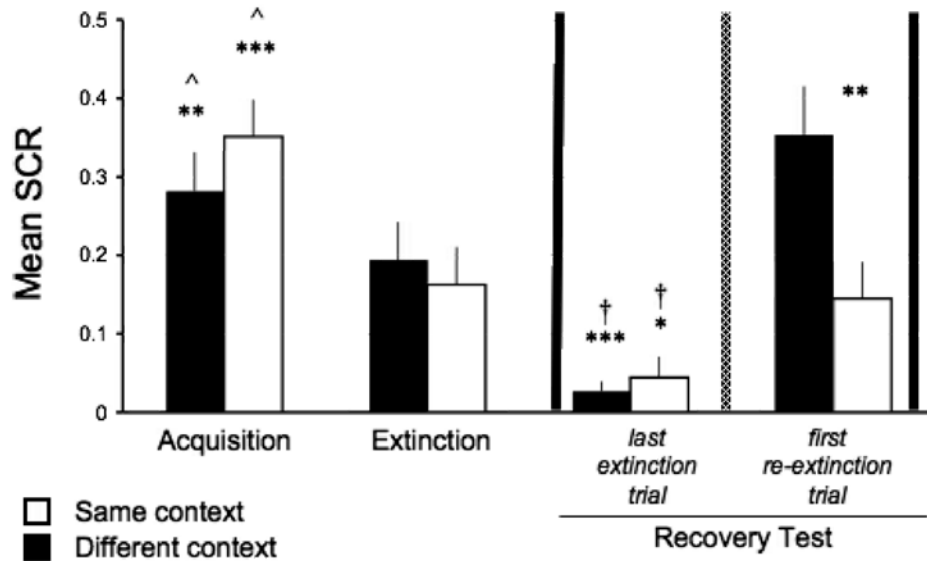 Mean SCR
0.5
0.4
0.3
0.2
0.1
0
^
**
^
***
†
***
†
*
**
Acquisition
Extinction
last
extinction
trial
first
re-extinction
trial
Recovery Test
Same context
Different context